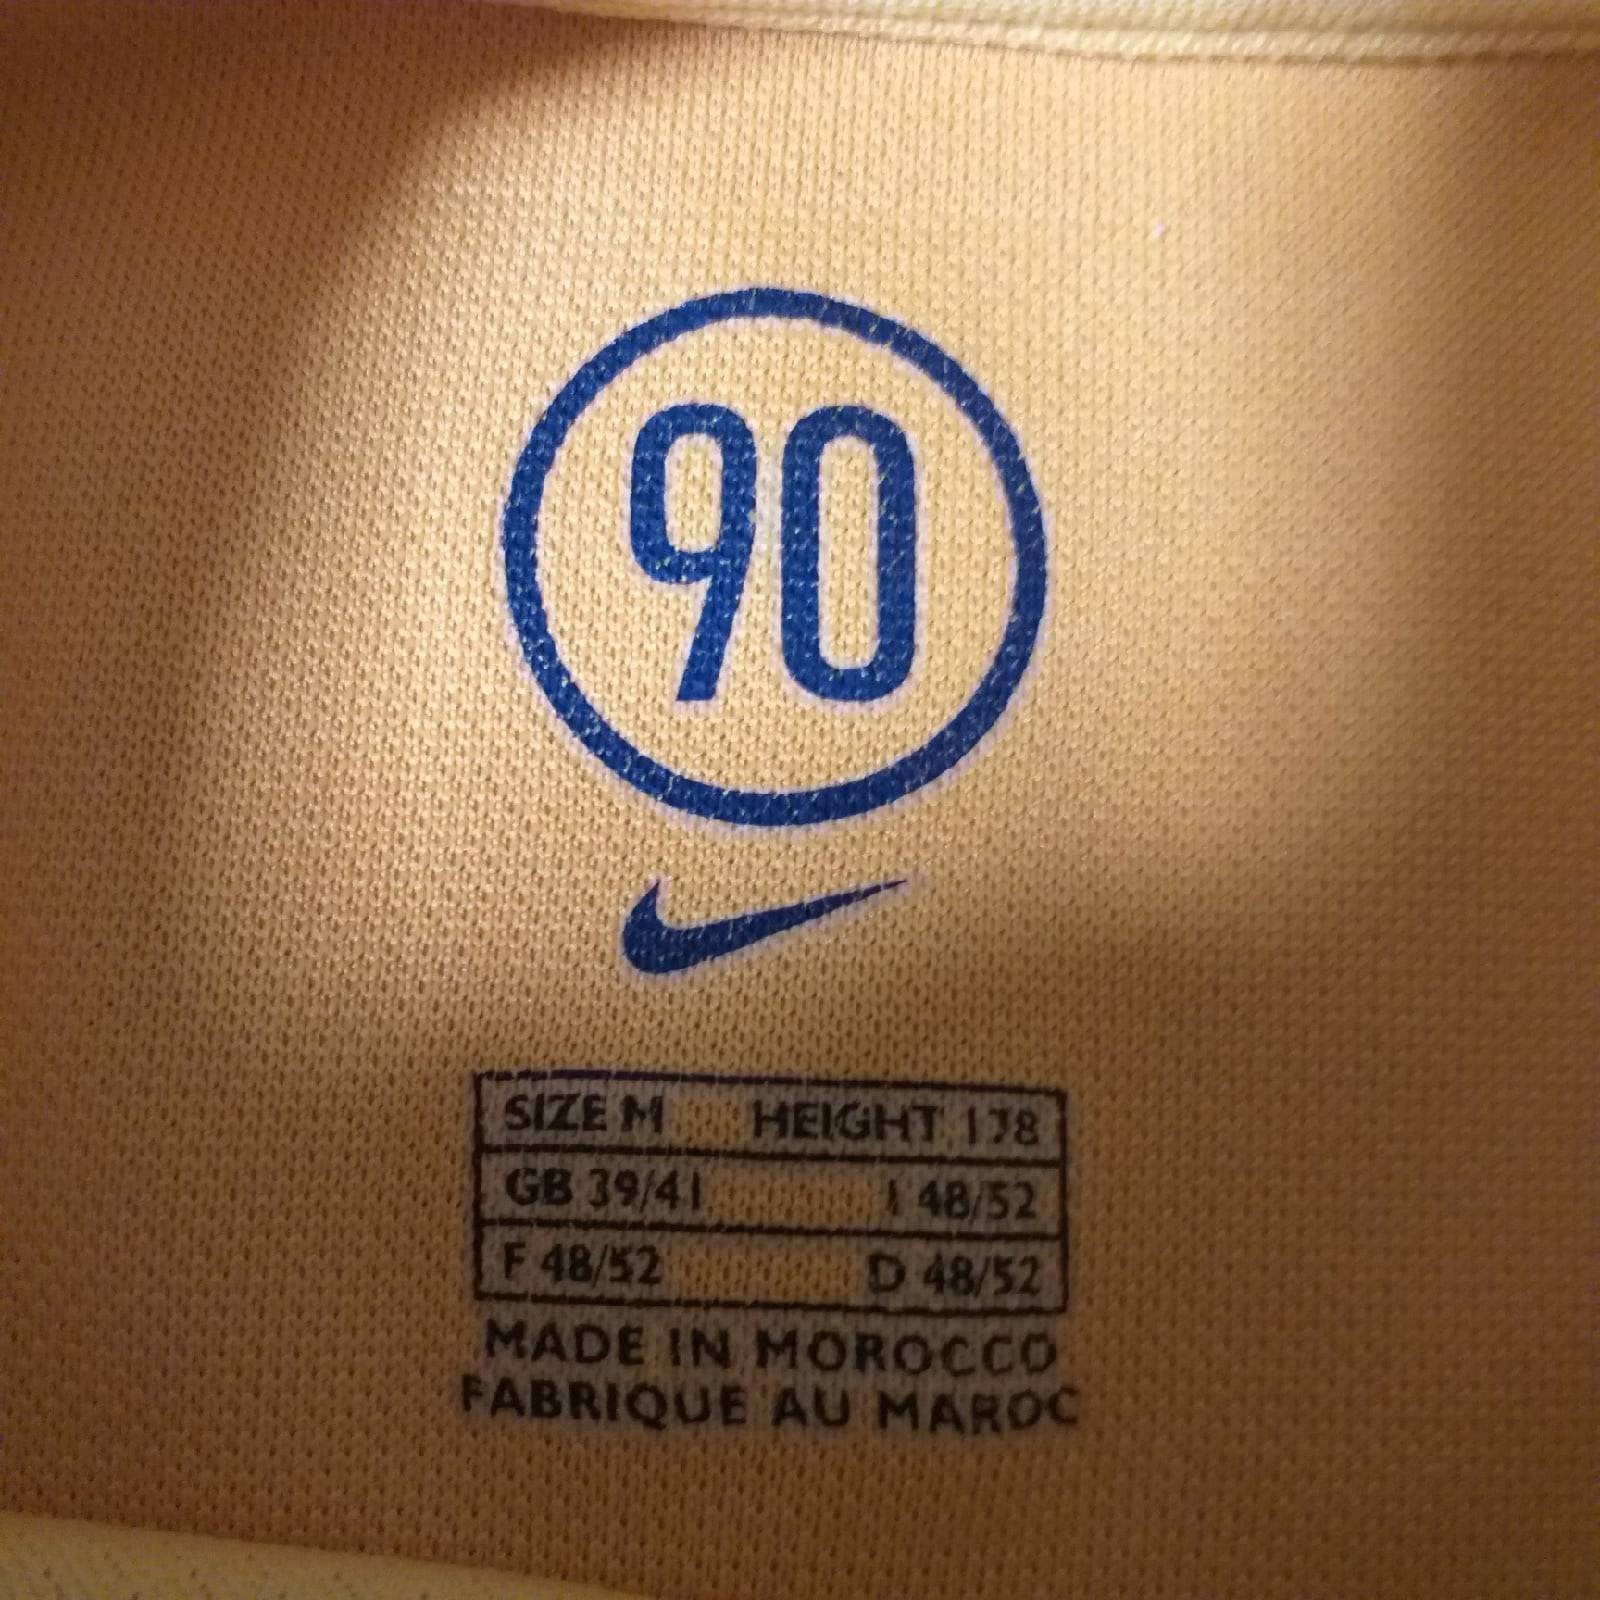 90
SIZE M HEIGHT 178
GB 39/41 I 48/52
F 48/52 D 48/52
MADE IN MOROCCO
FABRIQUE AU MAROC